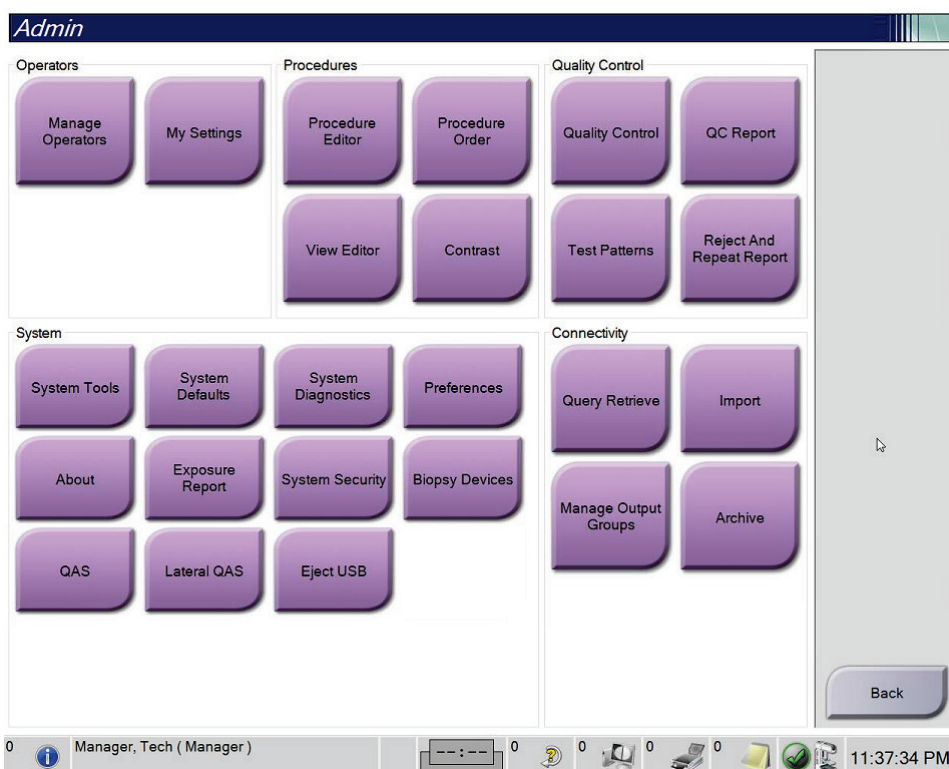 Admin
Operators
Manage
Operators
My Settings
Procedures
Procedure
Editor
Procedure
Order
View Editor
Contrast
Quality Control
Quality Control
QC Report
Test Patterns
Reject And
Repeat Report
System
System Tools
System
Defaults
System
Diagnostics
Preferences
About
Exposure
Report
System Security
Biopsy Devices
QAS
Lateral QAS
Eject USB
Connectivity
Query Retrieve
Import
Manage Output
Groups
Archive
Back
0
Manager, Tech ( Manager )
--:--
0
0
0
0
11:37:34 PM